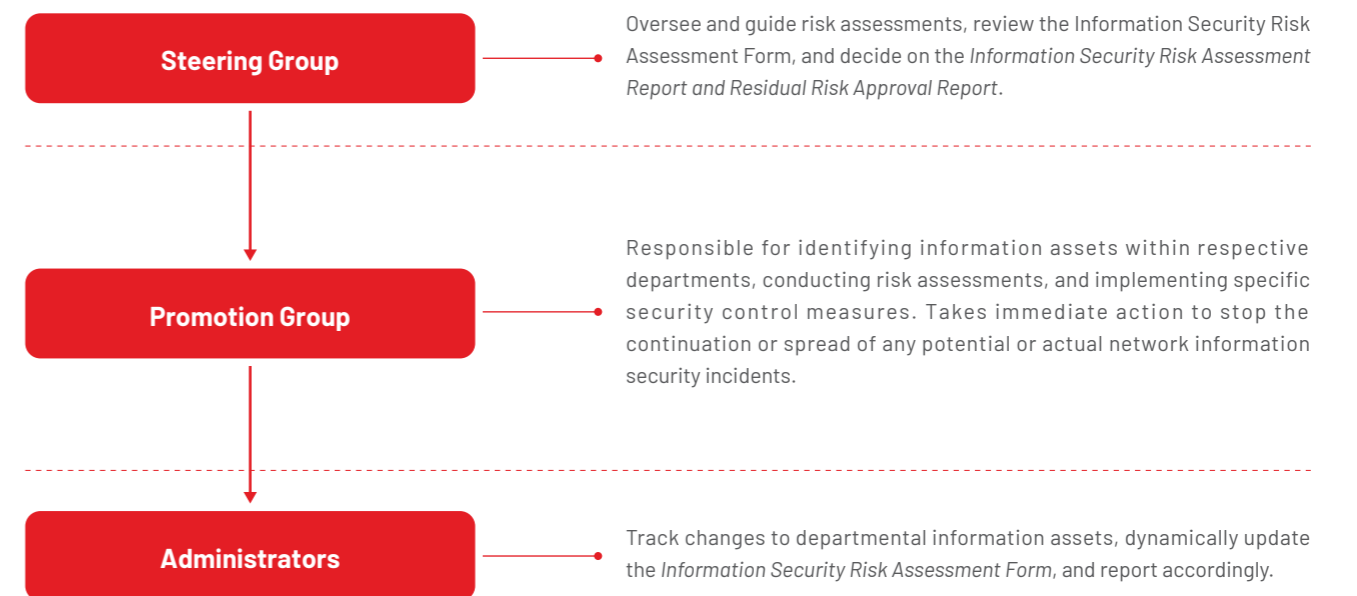 Steering Group
Oversee and guide risk assessments, review the Information Security Risk
Assessment Form, and decide on the Information Security Risk Assessment
Report and Residual Risk Approval Report.
Promotion Group
Responsible for identifying information assets within respective
departments, conducting risk assessments, and implementing specific
security control measures. Takes immediate action to stop the
continuation or spread of any potential or actual network information
security incidents.
Administrators
Track changes to departmental information assets, dynamically update
the Information Security Risk Assessment Form, and report accordingly.